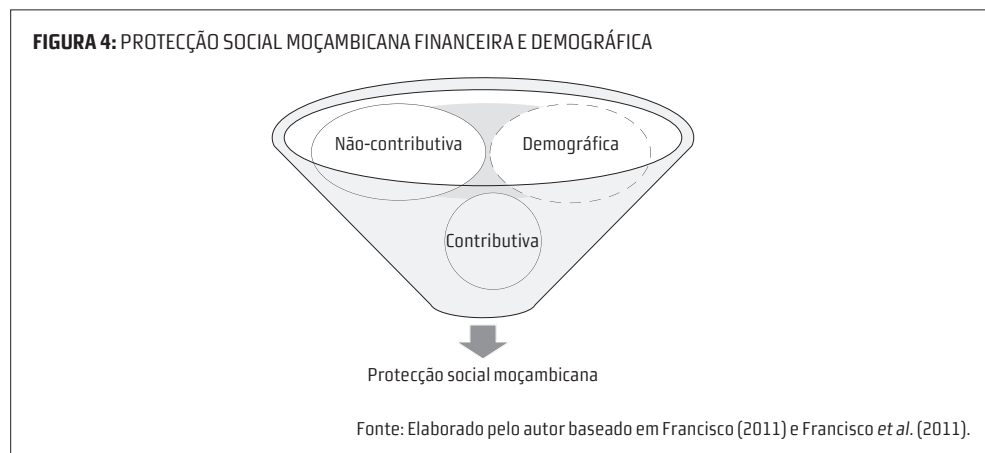 FIGURA 4: PROTECÇÃO SOCIAL MOÇAMBICANA FINANCEIRA E DEMOGRÁFICA
Não-contributiva
Demográfica
Contributiva
Protecção social moçambicana
Fonte: Elaborado pelo autor baseado em Francisco (2011) e Francisco et al. (2011).